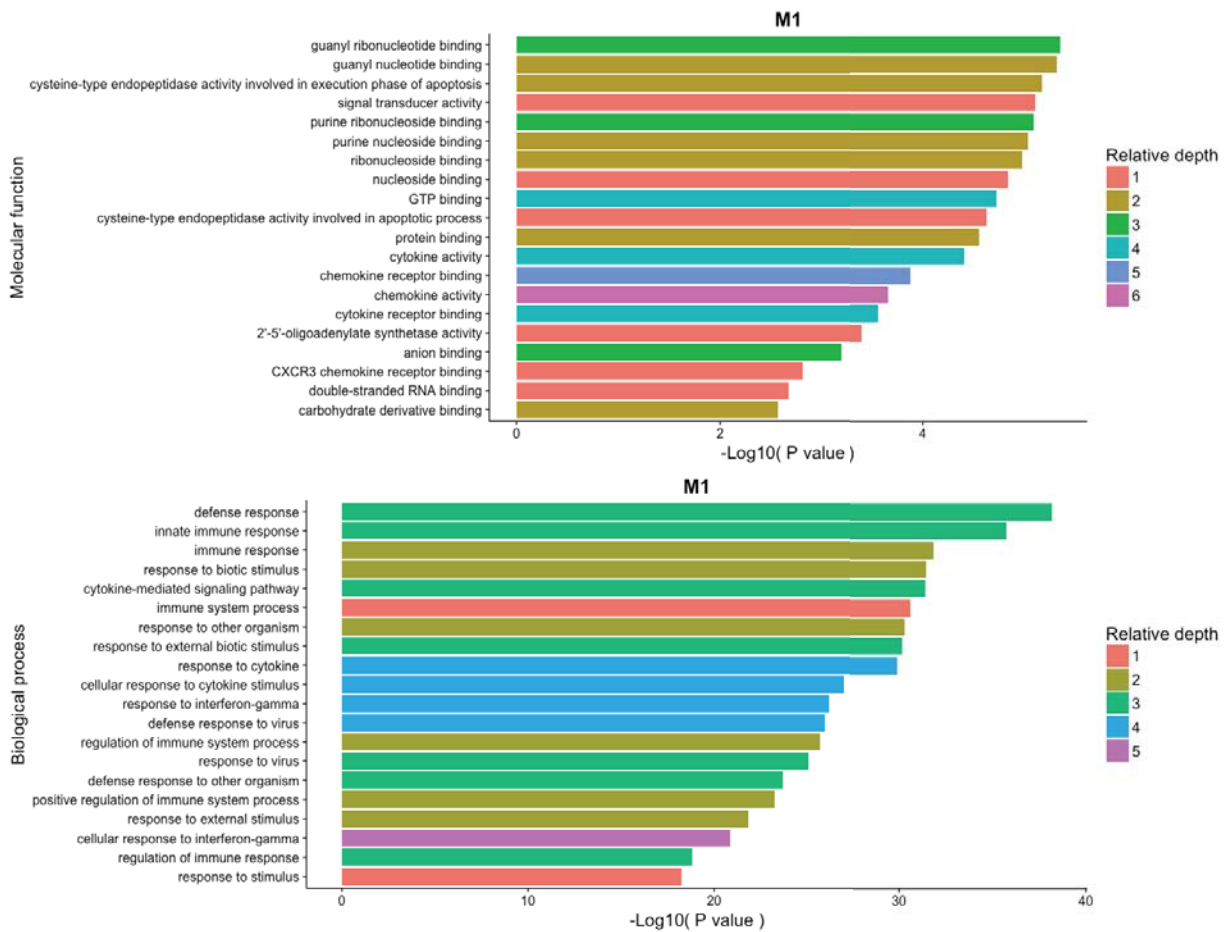 M1
Molecular function
guanyl ribonucleotide binding
guanyl nucleotide binding
cysteine-type endopeptidase activity involved in execution phase of apoptosis
signal transducer activity
purine ribonucleoside binding
purine nucleoside binding
ribonucleoside binding
nucleoside binding
GTP binding
cysteine-type endopeptidase activity involved in apoptotic process
protein binding
cytokine activity
chemokine receptor binding
chemokine activity
cytokine receptor binding
2'-5'-oligoadenylate synthetase activity
anion binding
CXCR3 chemokine receptor binding
double-stranded RNA binding
carbohydrate derivative binding
0 2 4
-Log10( P value )
Relative depth
1
2
3
4
5
6
M1
Biological process
defense response
innate immune response
immune response
response to biotic stimulus
cytokine-mediated signaling pathway
immune system process
response to other organism
response to external biotic stimulus
response to cytokine
cellular response to cytokine stimulus
response to interferon-gamma
defense response to virus
regulation of immune system process
response to virus
defense response to other organism
positive regulation of immune system process
response to external stimulus
cellular response to interferon-gamma
regulation of immune response
response to stimulus
0 10 20 30 40
-Log10( P value )
Relative depth
1
2
3
4
5